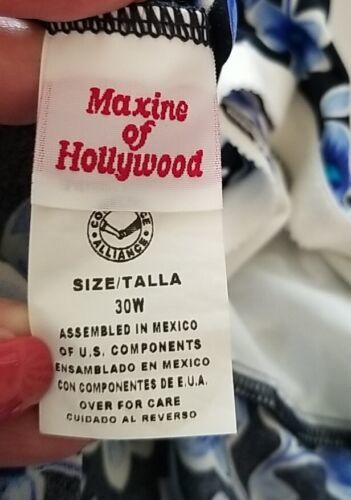 Maxine
of
Hollywood
ALLIANCE
SIZE/TALLA
30W
ASSEMBLED IN MEXICO
OF U.S. COMPONENTS
ENSAMBLADO EN MEXICO
CON COMPONENTES DE E.U.A.
OVER FOR CARE
CUIDADO AL REVERSO